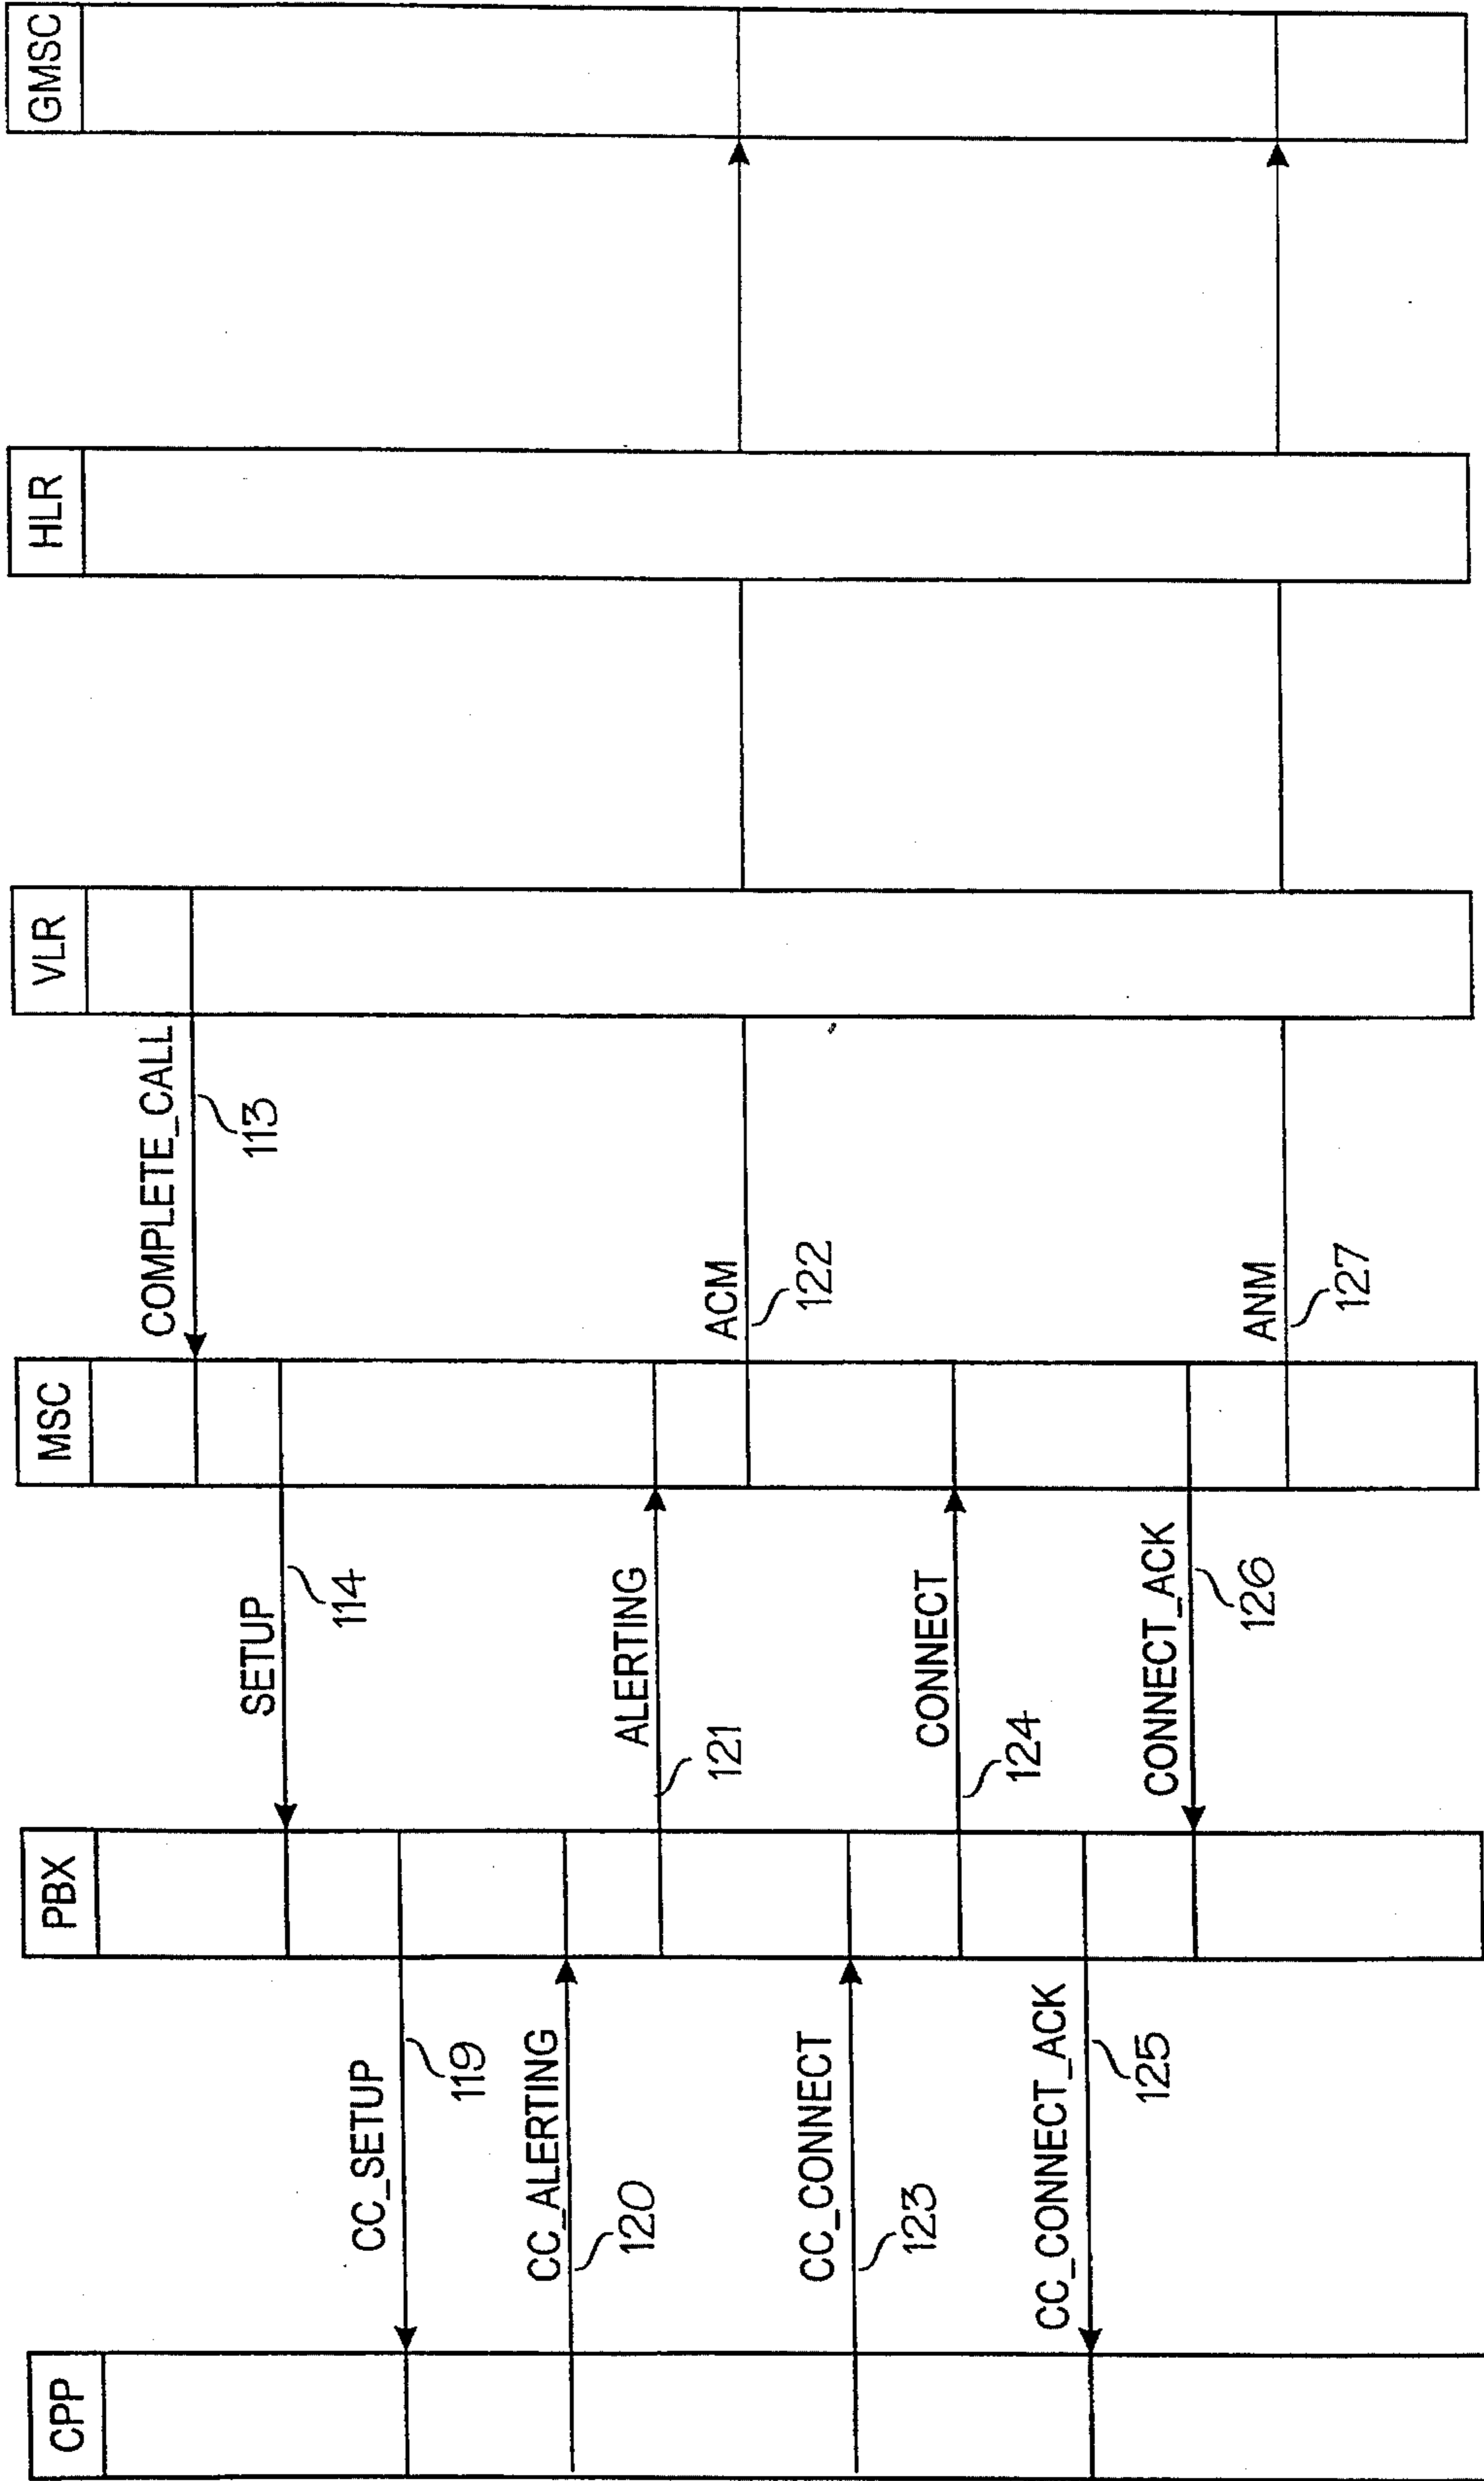 CPP
PBX
MSC
VLR
HLR
GMSC
COMPLETE_CALL
113
SETUP
114
CC_SETUP
119
CC_ALERTING
120
ALERTING
121
ACM
122
CC_CONNECT
123
CONNECT
124
CC_CONNECT_ACK
125
CONNECT_ACK
126
ANM
127